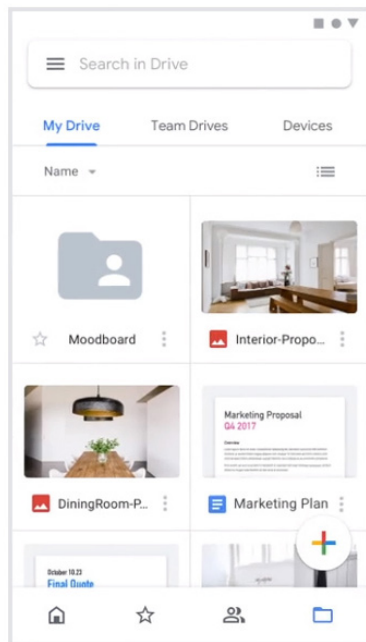 Search in Drive
My Drive
Team Drives
Devices
Name
Moodboard
Interior-Propo...
Marketing Proposal
Q4 2017
Overview
DiningRoom-P...
Marketing Plan
October 10.23
Final Quote